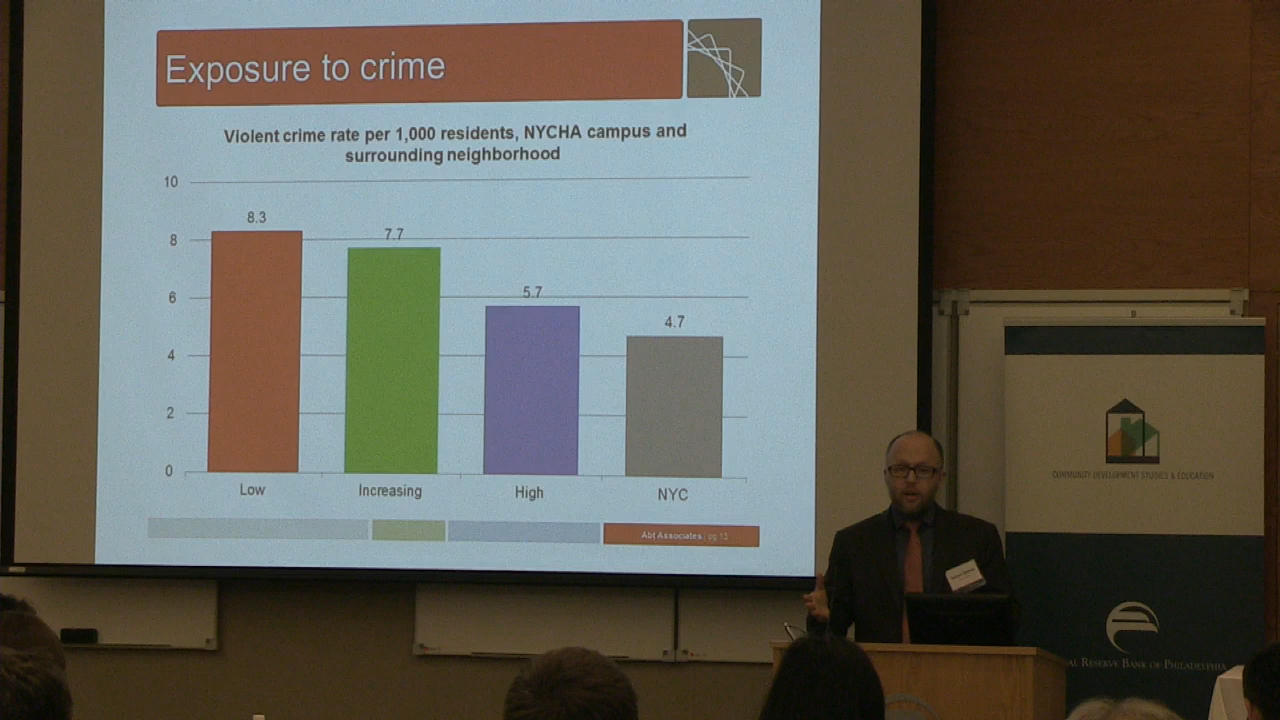 Exposure to crime
Violent crime rate per 1,000 residents, NYCHA campus and
surrounding neighborhood
10
8
6
4
2
0
8.3
7.7
5.7
4.7
Low
Increasing
High
NYC
Abt Associates | pg 13
COMMUNITY DEVELOPMENT STUDIES & EDUCATION
AL RESERVE BANK OF PHILADELPHIA